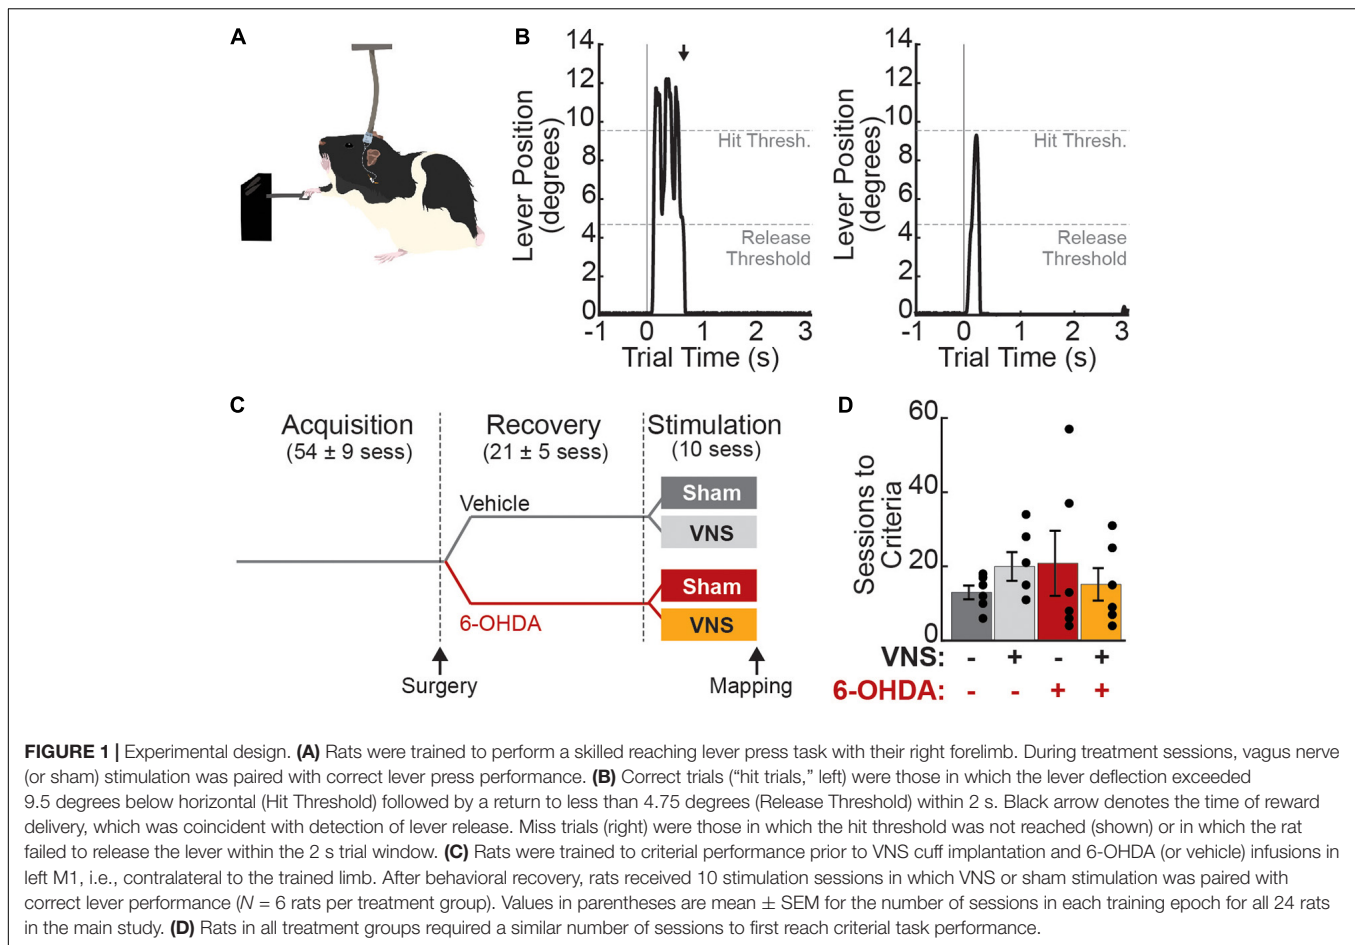 A
B
14
12
10
8
6
4
2
0
Lever Position
(degrees)
Hit Thresh.
Release
Threshold
-1 0 1 2 3
Trial Time (s)
14
12
10
8
6
4
2
0
Lever Position
(degrees)
Hit Thresh.
Release
Threshold
-1 0 1 2 3
Trial Time (s)
C
Acquisition
(54 ± 9 sess)
Recovery
(21 ± 5 sess)
Stimulation
(10 sess)
Vehicle
6-OHDA
Sham
VNS
Sham
VNS
Surgery
Mapping
D
60
40
20
0
Sessions to
Criteria
VNS: - + - +
6-OHDA: - - + +
FIGURE 1 | Experimental design. (A) Rats were trained to perform a skilled reaching lever press task with their right forelimb. During treatment sessions, vagus nerve
(or sham) stimulation was paired with correct lever press performance. (B) Correct trials (“hit trials,” left) were those in which the lever deflection exceeded
9.5 degrees below horizontal (Hit Threshold) followed by a return to less than 4.75 degrees (Release Threshold) within 2 s. Black arrow denotes the time of reward
delivery, which was coincident with detection of lever release. Miss trials (right) were those in which the hit threshold was not reached (shown) or in which the rat
failed to release the lever within the 2 s trial window. (C) Rats were trained to criterial performance prior to VNS cuff implantation and 6-OHDA (or vehicle) infusions in
left M1, i.e., contralateral to the trained limb. After behavioral recovery, rats received 10 stimulation sessions in which VNS or sham stimulation was paired with
correct lever performance (N = 6 rats per treatment group). Values in parentheses are mean ± SEM for the number of sessions in each training epoch for all 24 rats
in the main study. (D) Rats in all treatment groups required a similar number of sessions to first reach criterial task performance.